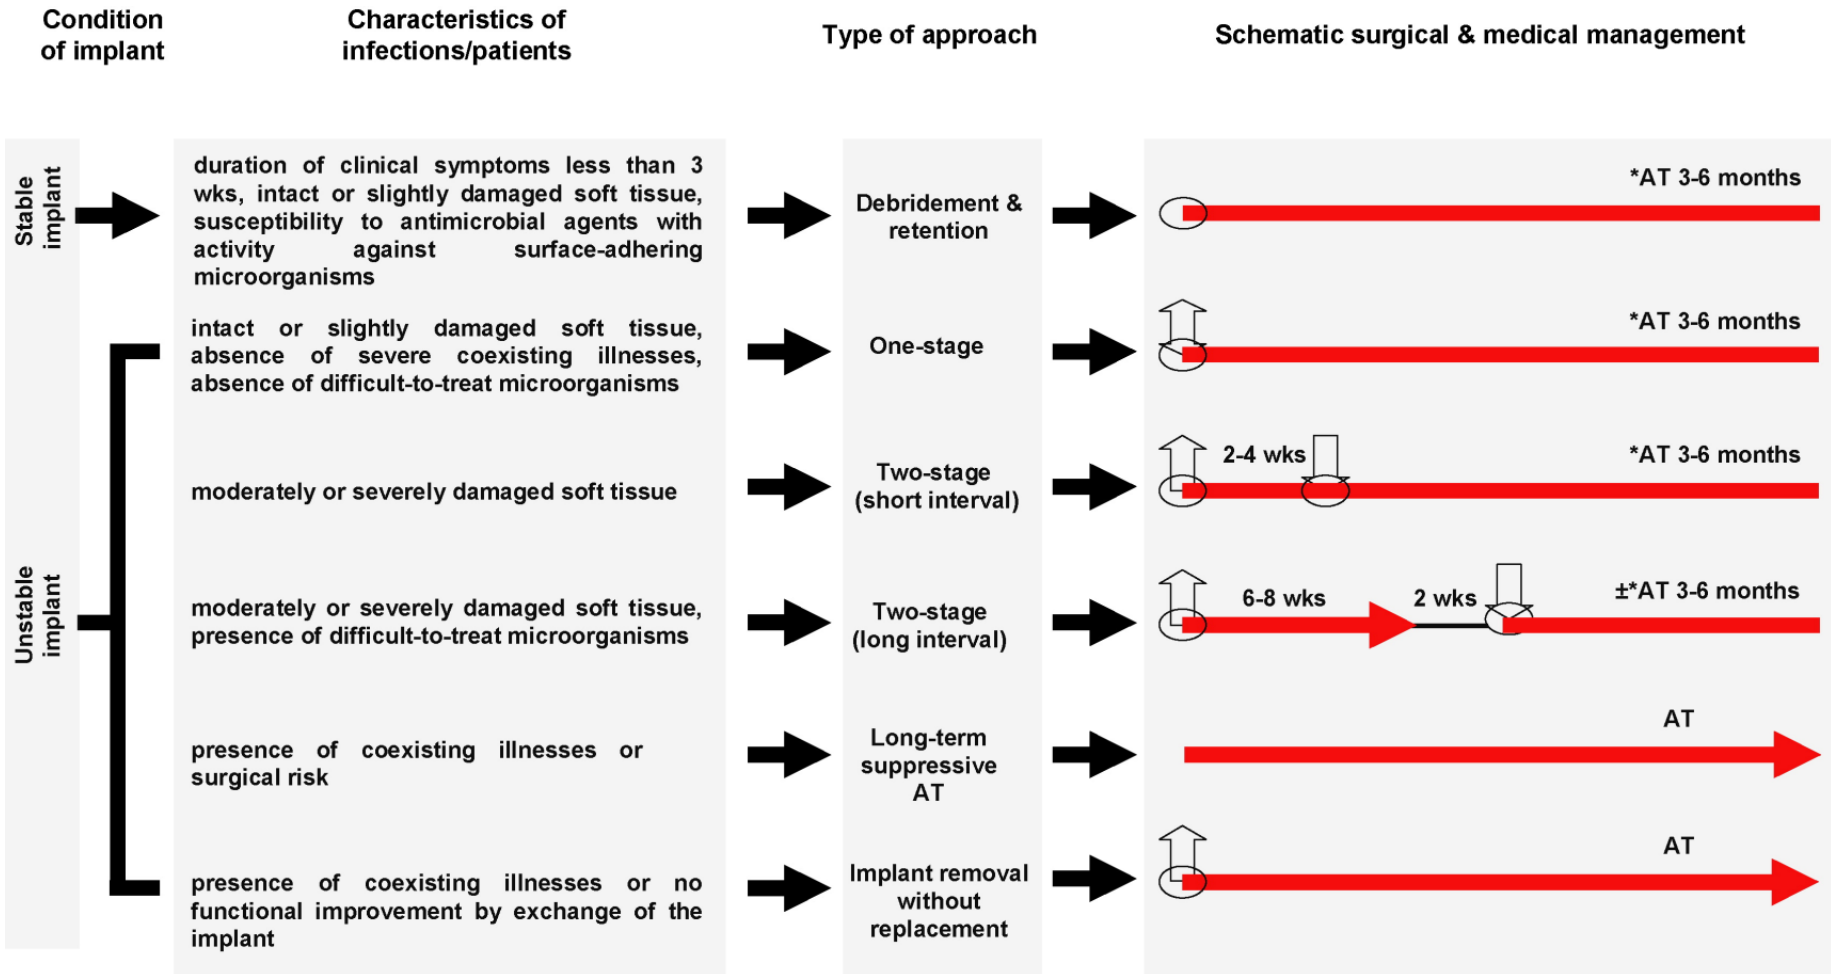 Condition
of implant
Characteristics of
infections/patients
Type of approach
Schematic surgical & medical management
Stable
implant
duration of clinical symptoms less than 3
wks, intact or slightly damaged soft tissue,
susceptibility to antimicrobial agents with
activity against surface-adhering
microorganisms
Debridement &
retention
*AT 3-6 months
Unstable
implant
intact or slightly damaged soft tissue,
absence of severe coexisting illnesses,
absence of difficult-to-treat microorganisms
One-stage
*AT 3-6 months
moderately or severely damaged soft tissue
Two-stage
(short interval)
2-4 wks
*AT 3-6 months
moderately or severely damaged soft tissue,
presence of difficult-to-treat microorganisms
Two-stage
(long interval)
6-8 wks
2 wks
±*AT 3-6 months
presence of coexisting illnesses or
surgical risk
Long-term
suppressive
AT
AT
presence of coexisting illnesses or no
functional improvement by exchange of the
implant
Implant removal
without
replacement
AT